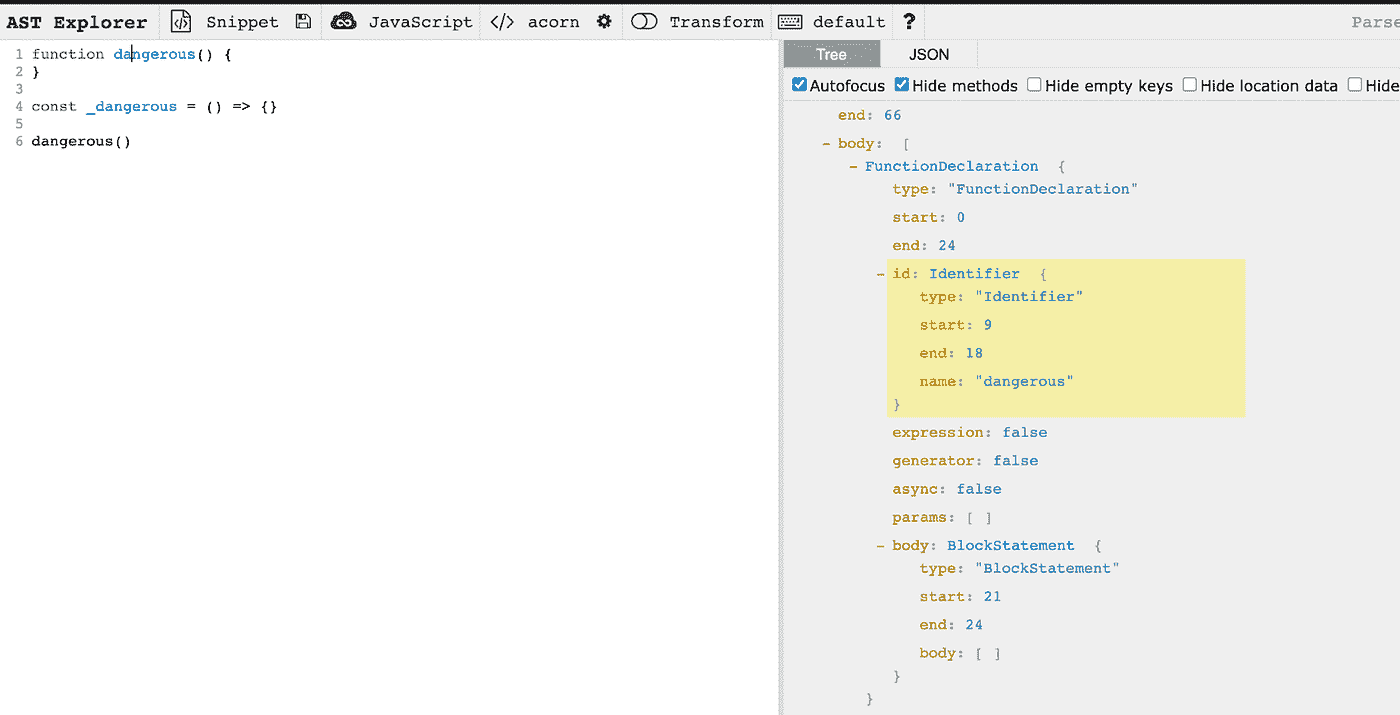 AST Explorer Snippet JavaScript </> acorn Transform default ? Parse
1 function dangerous() {
2 }
3
4 const _dangerous = () => {}
5
6 dangerous()
Tree JSON
Autofocus Hide methods Hide empty keys Hide location data Hide
end: 66
- body: [
- FunctionDeclaration {
type: "FunctionDeclaration"
start: 0
end: 24
- id: Identifier {
type: "Identifier"
start: 9
end: 18
name: "dangerous"
}
expression: false
generator: false
async: false
params: [ ]
- body: BlockStatement {
type: "BlockStatement"
start: 21
end: 24
body: [ ]
}
}